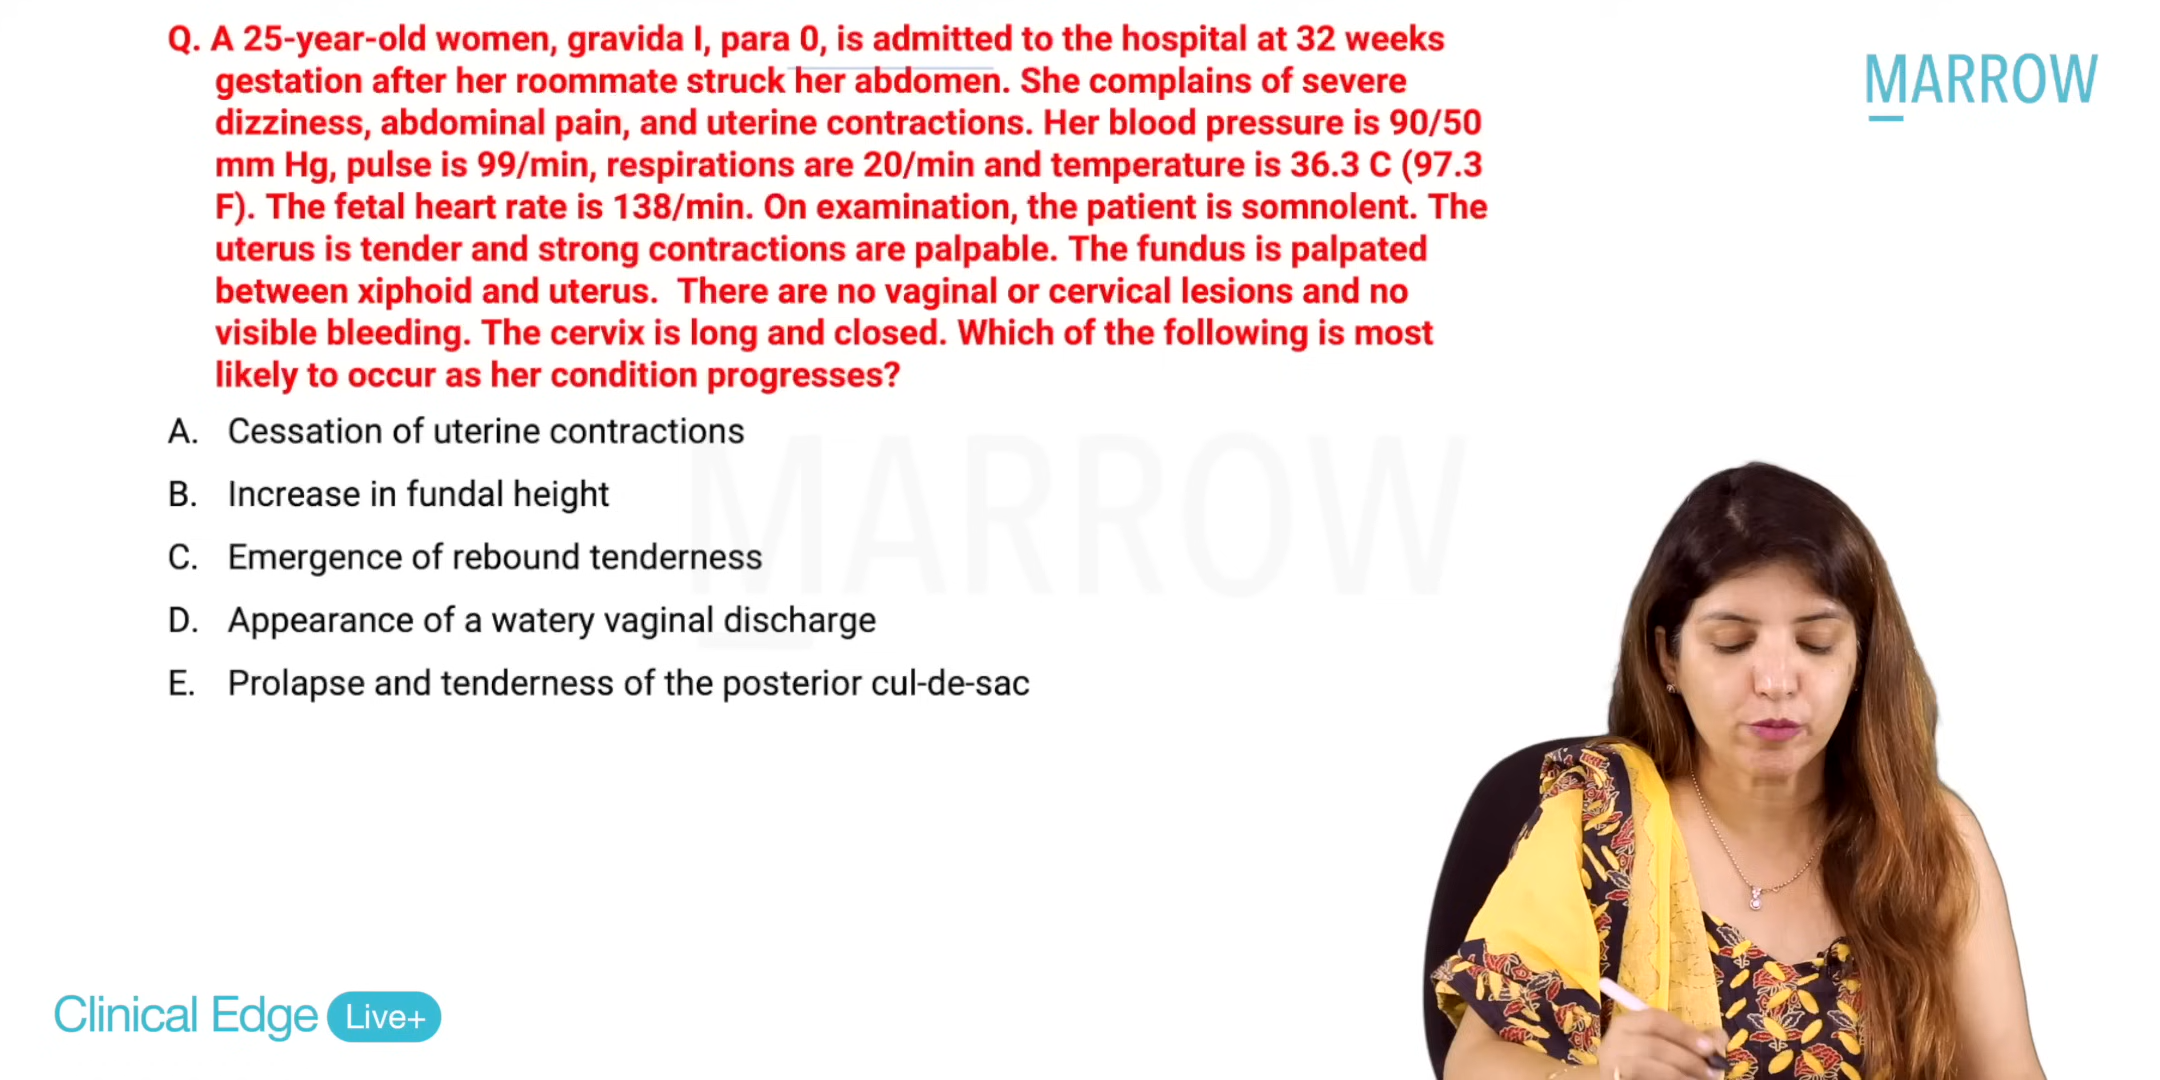 Q. A 25-year-old women, gravida I, para 0, is admitted to the hospital at 32 weeks
gestation after her roommate struck her abdomen. She complains of severe
dizziness, abdominal pain, and uterine contractions. Her blood pressure is 90/50
mm Hg, pulse is 99/min, respirations are 20/min and temperature is 36.3 C (97.3
F). The fetal heart rate is 138/min. On examination, the patient is somnolent. The
uterus is tender and strong contractions are palpable. The fundus is palpated
between xiphoid and uterus. There are no vaginal or cervical lesions and no
visible bleeding. The cervix is long and closed. Which of the following is most
likely to occur as her condition progresses?
MARROW
A. Cessation of uterine contractions
B. Increase in fundal height
C. Emergence of rebound tenderness
D. Appearance of a watery vaginal discharge
E. Prolapse and tenderness of the posterior cul-de-sac
MARROW
Clinical Edge Live+